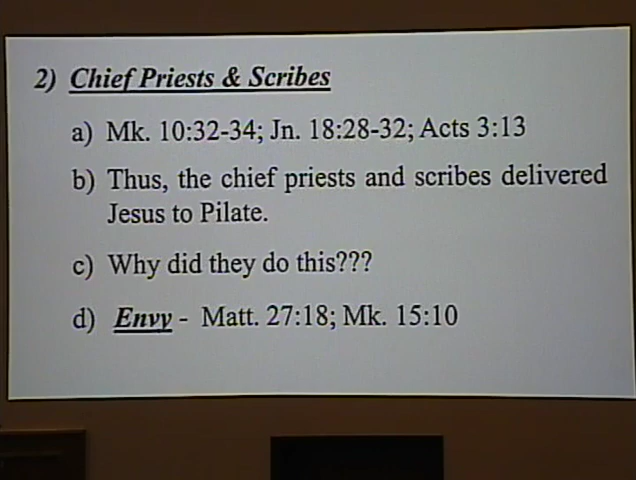 2) Chief Priests & Scribes
a) Mk. 10:32-34; Jn. 18:28-32; Acts 3:13
b) Thus, the chief priests and scribes delivered
Jesus to Pilate.
c) Why did they do this???
d) Envy - Matt. 27:18; Mk. 15:10